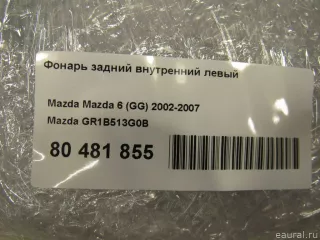 Фонарь задний внутренний левый
Mazda Mazda 6 (GG) 2002-2007
Mazda GR1B513G0B
80 481 855
eaural.ru